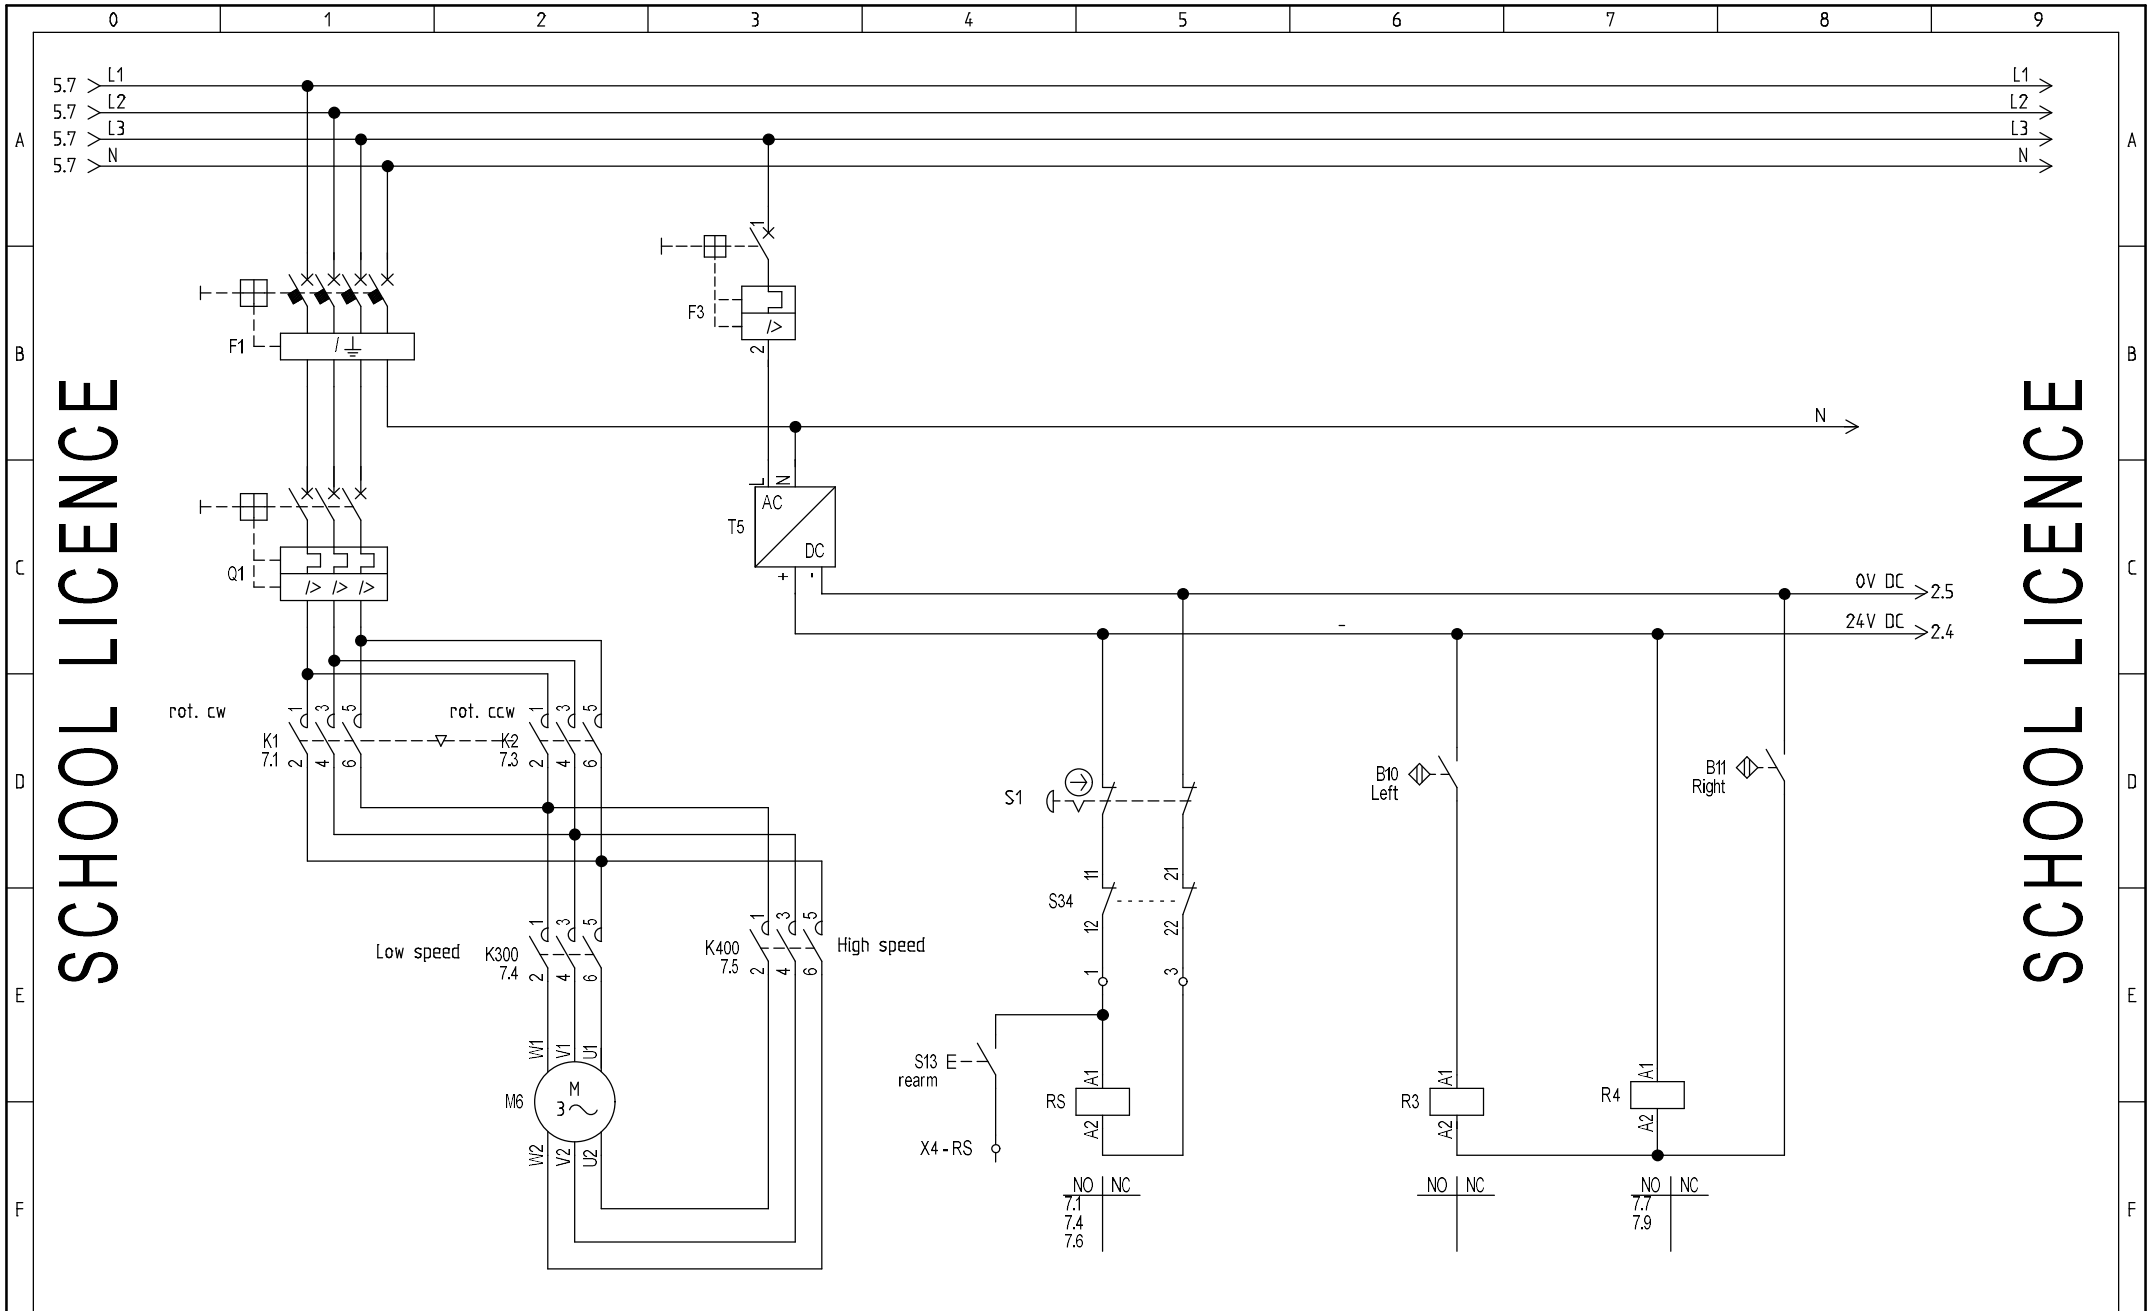 0 1 2 3 4 5 6 7 8 9
5.7 L1 L1
5.7 L2 L2
5.7 L3 L3
5.7 N N
A A
1
F3
/>
2
F1
/
B B
N
SCHOOL LICENCE
SCHOOL LICENCE
L N
AC
T5
DC
+ -
Q1
/> /> />
C C
0V DC 2.5
24V DC 2.4
-
rot. cw
1 3 5
K1
7.1
2 4 6
rot. ccw
1 3 5
K2
7.3
2 4 6
D D
S1
B10
Left
B11
Right
11 21
S34
12 22
1 3
Low speed
1 3 5
K300
7.4
2 4 6
1 3 5
K400
7.5
2 4 6
High speed
E E
W1 V1 U1
M6
M
3
W2 V2 U2
S13 E
rearm
X4-RS
A1
RS
A2
A1
R3
A2
A1
R4
A2
F F
NO NC
7.1
7.4
7.6
NO NC
NO NC
7.7
7.9